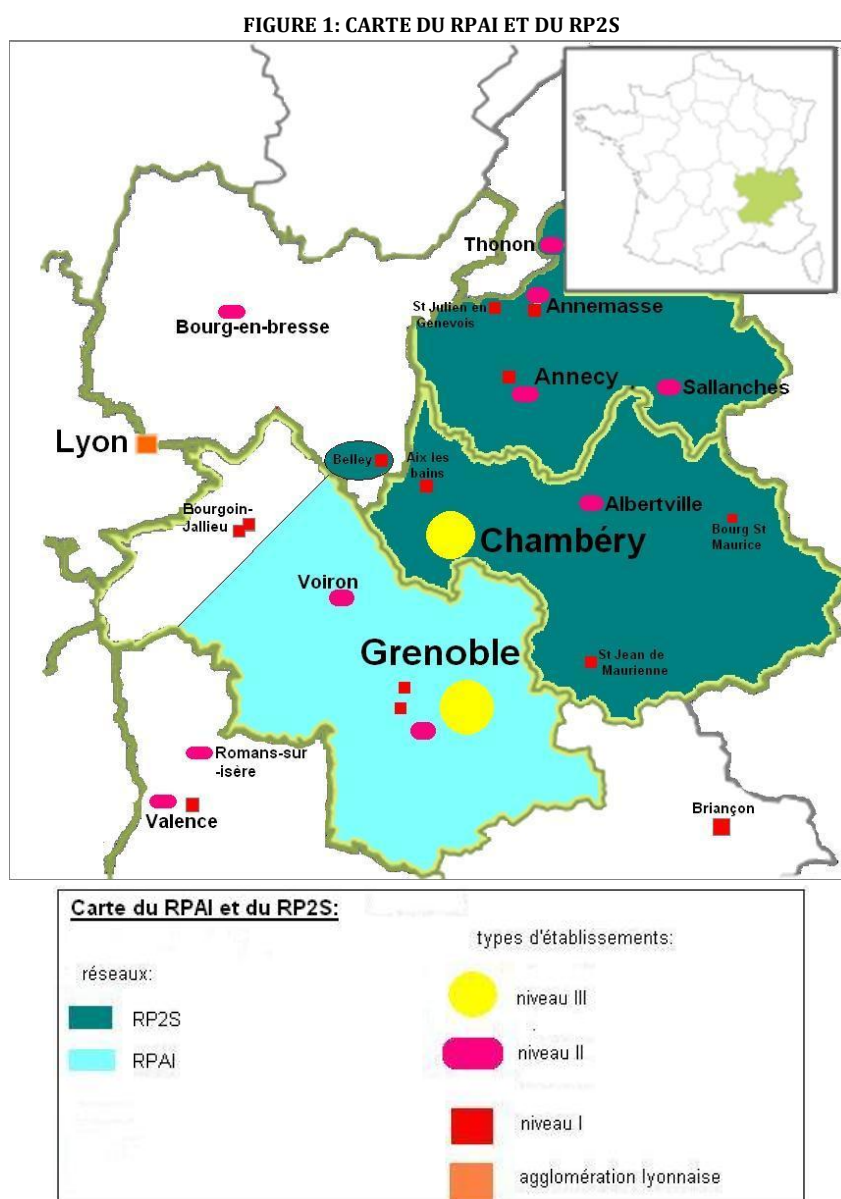 FIGURE 1: CARTE DU RPAI ET DU RP2S
Thonon
St Julien en
Genevois
Annemasse
Bourg-en-bresse
Annecy
Sallanches
Lyon
Belley
Aix les
bains
Bourgoin-
Jallieu
Albertville
Bourg St
Maurice
Chambéry
Voiron
Grenoble
St Jean de
Maurienne
Romans-sur
-isère
Valence
Briançon
Carte du RPAI et du RP2S:
types d'établissements:
réseaux:
niveau III
RP2S
niveau II
RPAI
niveau I
agglomération lyonnaise